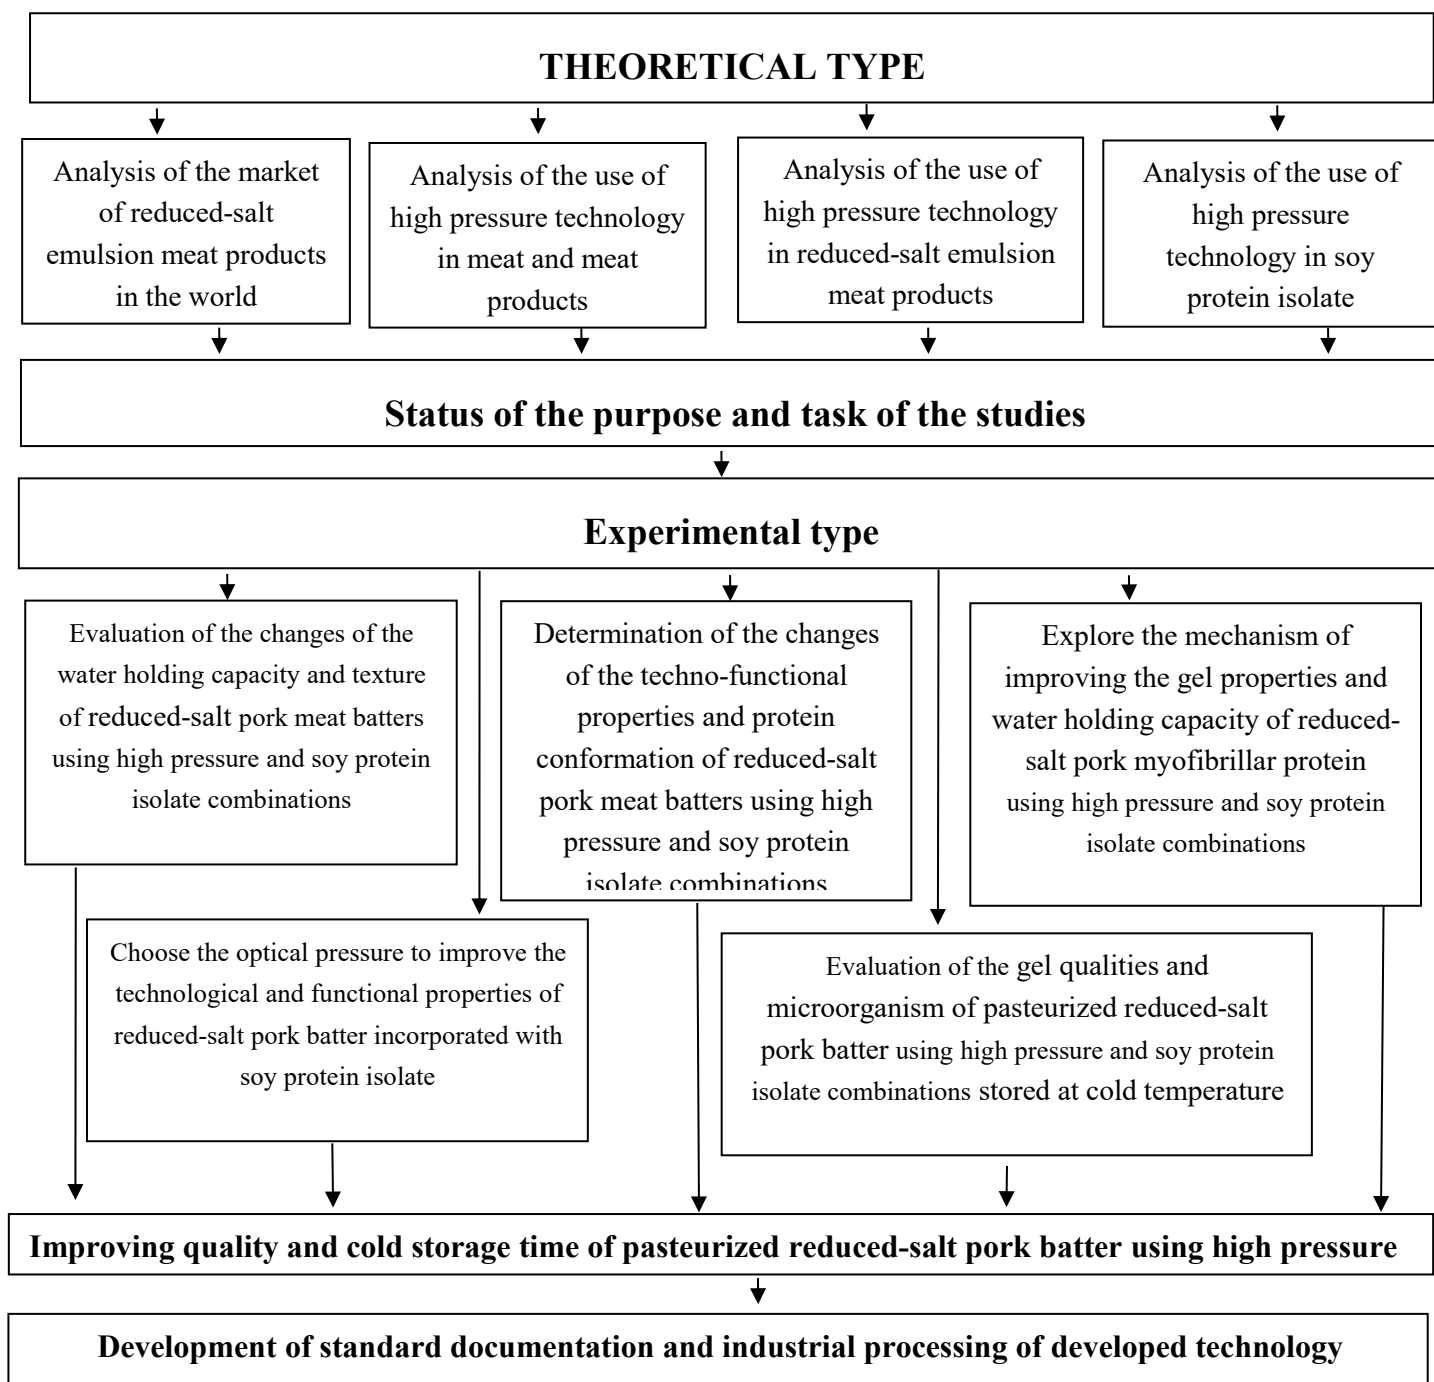 THEORETICAL TYPE
Analysis of the market
of reduced-salt
emulsion meat products
in the world
Analysis of the use of
high pressure technology
in meat and meat
products
Analysis of the use of
high pressure technology
in reduced-salt emulsion
meat products
Analysis of the use of
high pressure
technology in soy
protein isolate
Status of the purpose and task of the studies
Experimental type
Evaluation of the changes of the
water holding capacity and texture
of reduced-salt pork meat batters
using high pressure and soy protein
isolate combinations
Determination of the changes
of the techno-functional
properties and protein
conformation of reduced-salt
pork meat batters using high
pressure and soy protein
isolate combinations
Explore the mechanism of
improving the gel properties and
water holding capacity of reduced-
salt pork myofibrillar protein
using high pressure and soy protein
isolate combinations
Choose the optical pressure to improve the
technological and functional properties of
reduced-salt pork batter incorporated with
soy protein isolate
Evaluation of the gel qualities and
microorganism of pasteurized reduced-salt
pork batter using high pressure and soy protein
isolate combinations stored at cold temperature
Improving quality and cold storage time of pasteurized reduced-salt pork batter using high pressure
Development of standard documentation and industrial processing of developed technology